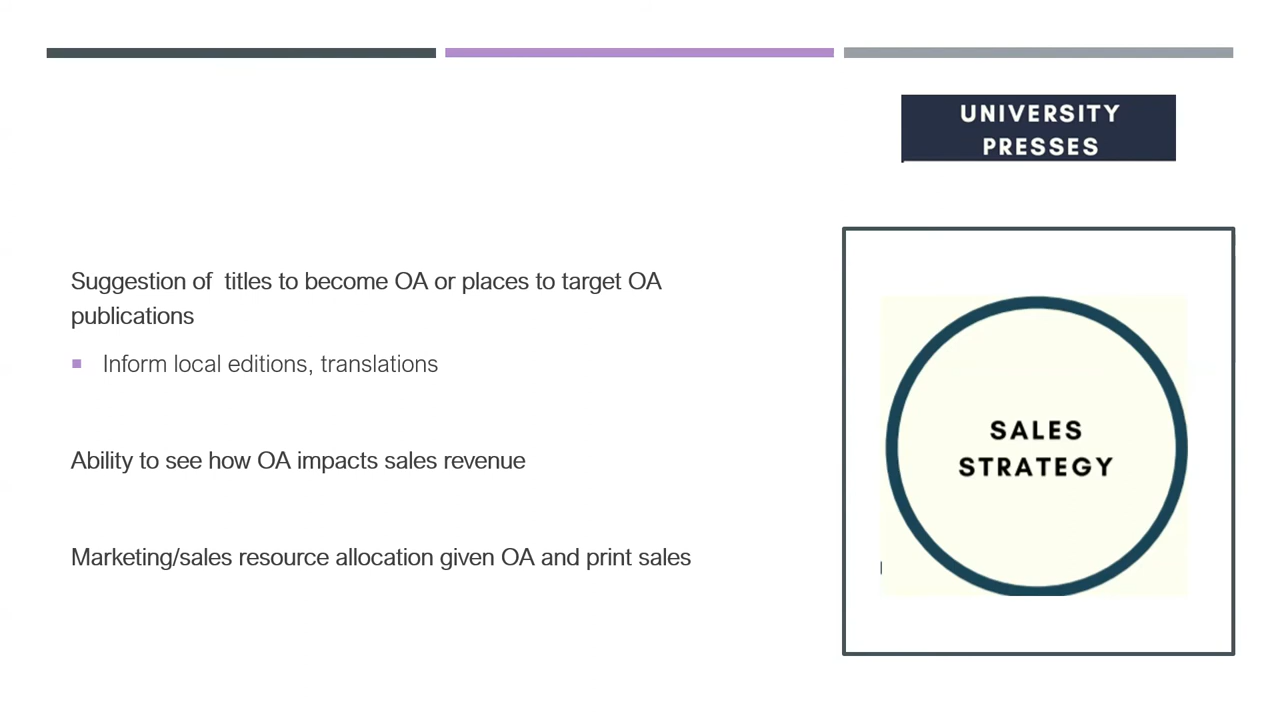 UNIVERSITY
PRESSES
Suggestion of  titles to become OA or places to target OA
publications
Inform local editions, translations
Ability to see how OA impacts sales revenue
Marketing/sales resource allocation given OA and print sales
SALES
STRATEGY